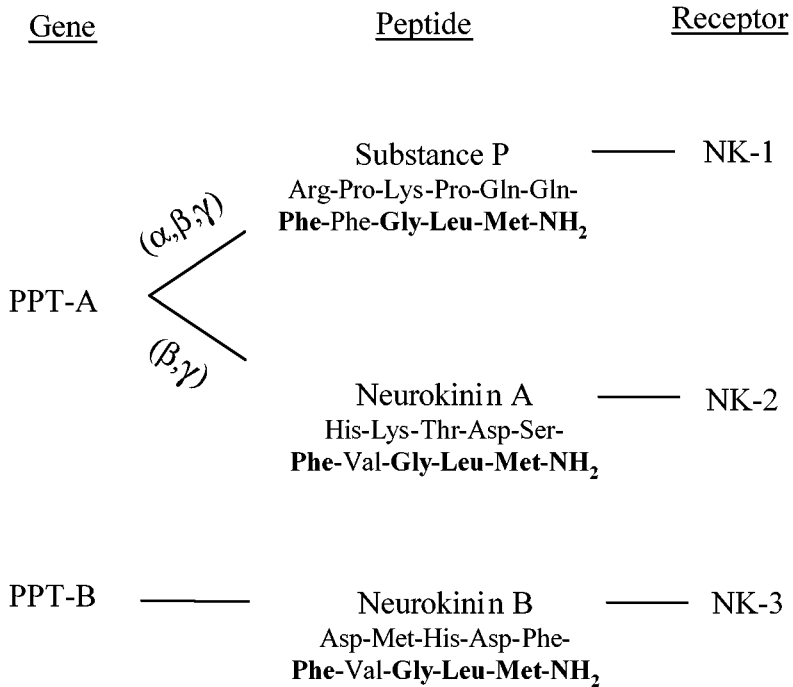 Gene Peptide Receptor
Substance P NK-1
Arg-Pro-Lys-Pro-Gln-Gln-
Phe-Phe-Gly-Leu-Met-NH₂
(α,β,γ)
PPT-A
(β,γ)
Neurokinin A NK-2
His-Lys-Thr-Asp-Ser-
Phe-Val-Gly-Leu-Met-NH₂
PPT-B Neurokinin B NK-3
Asp-Met-His-Asp-Phe-
Phe-Val-Gly-Leu-Met-NH₂